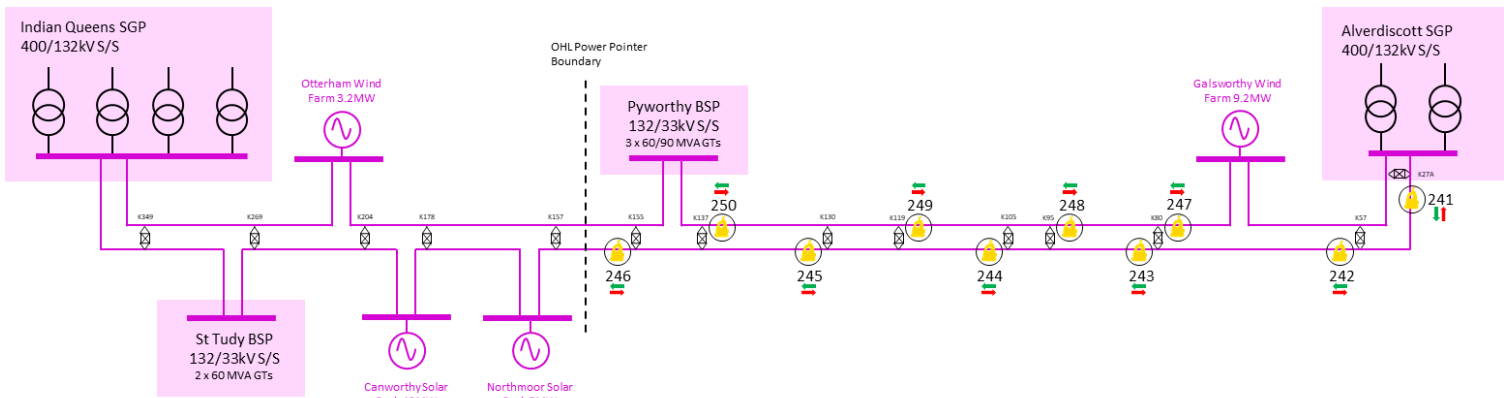 Indian Queens SGP
400/132kV S/S
Otterham Wind
Farm 3.2MW
OHL Power Pointer
Boundary
Pyworthy BSP
132/33kV S/S
3 x 60/90 MVA GTs
Galsworthy Wind
Farm 9.2MW
Alverdiscott SGP
400/132kV S/S
K27A
241
250
249
248
247
K349
K269
K204
K178
K157
K155
K137
K130
K119
K105
K95
K80
K57
246
245
244
243
242
St Tudy BSP
132/33kV S/S
2 x 60 MVA GTs
Canworthy Solar
Northmoor Solar